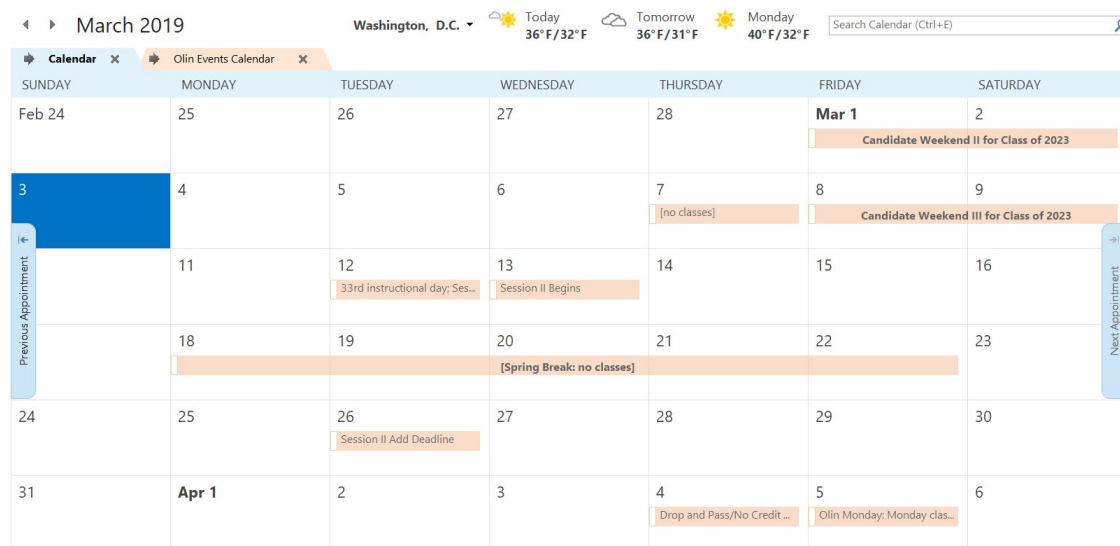 March 2019
Washington, D.C.
Today
36°F/32°F
Tomorrow
36°F/31°F
Monday
40°F/32°F
Search Calendar (Ctrl+E)
Calendar
Olin Events Calendar
SUNDAY MONDAY TUESDAY WEDNESDAY THURSDAY FRIDAY SATURDAY
Feb 24 25 26 27 28 Mar 1 2
Candidate Weekend II for Class of 2023
3 4 5 6 7 8 9
[no classes] Candidate Weekend III for Class of 2023
Previous Appointment
Next Appointment
11 12 13 14 15 16
33rd instructional day; Ses... Session II Begins
18 19 20 21 22 23
[Spring Break: no classes]
24 25 26 27 28 29 30
Session II Add Deadline
31 Apr 1 2 3 4 5 6
Drop and Pass/No Credit ... Olin Monday: Monday clas...